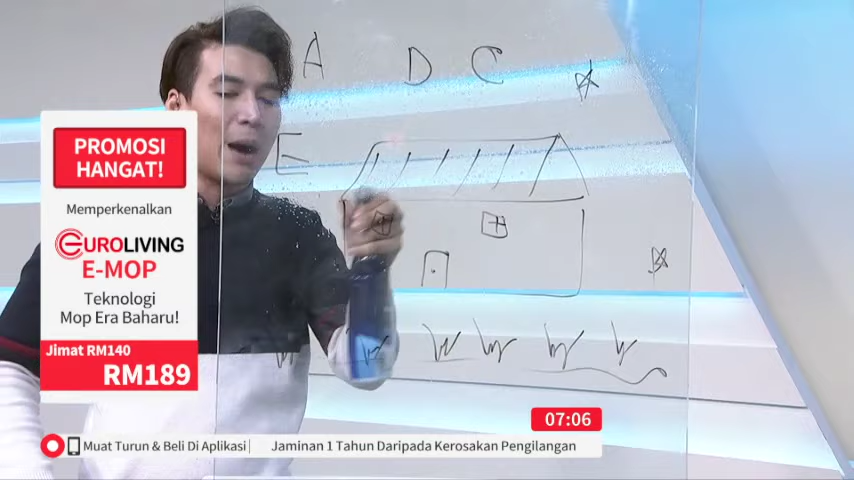 A D C
E
PROMOSI
HANGAT!
Memperkenalkan
EUROLIVING
E-MOP
Teknologi
Mop Era Baharu!
Jimat RM140
RM189
07:06
Muat Turun & Beli Di Aplikasi
Jaminan 1 Tahun Daripada Kerosakan Pengilangan